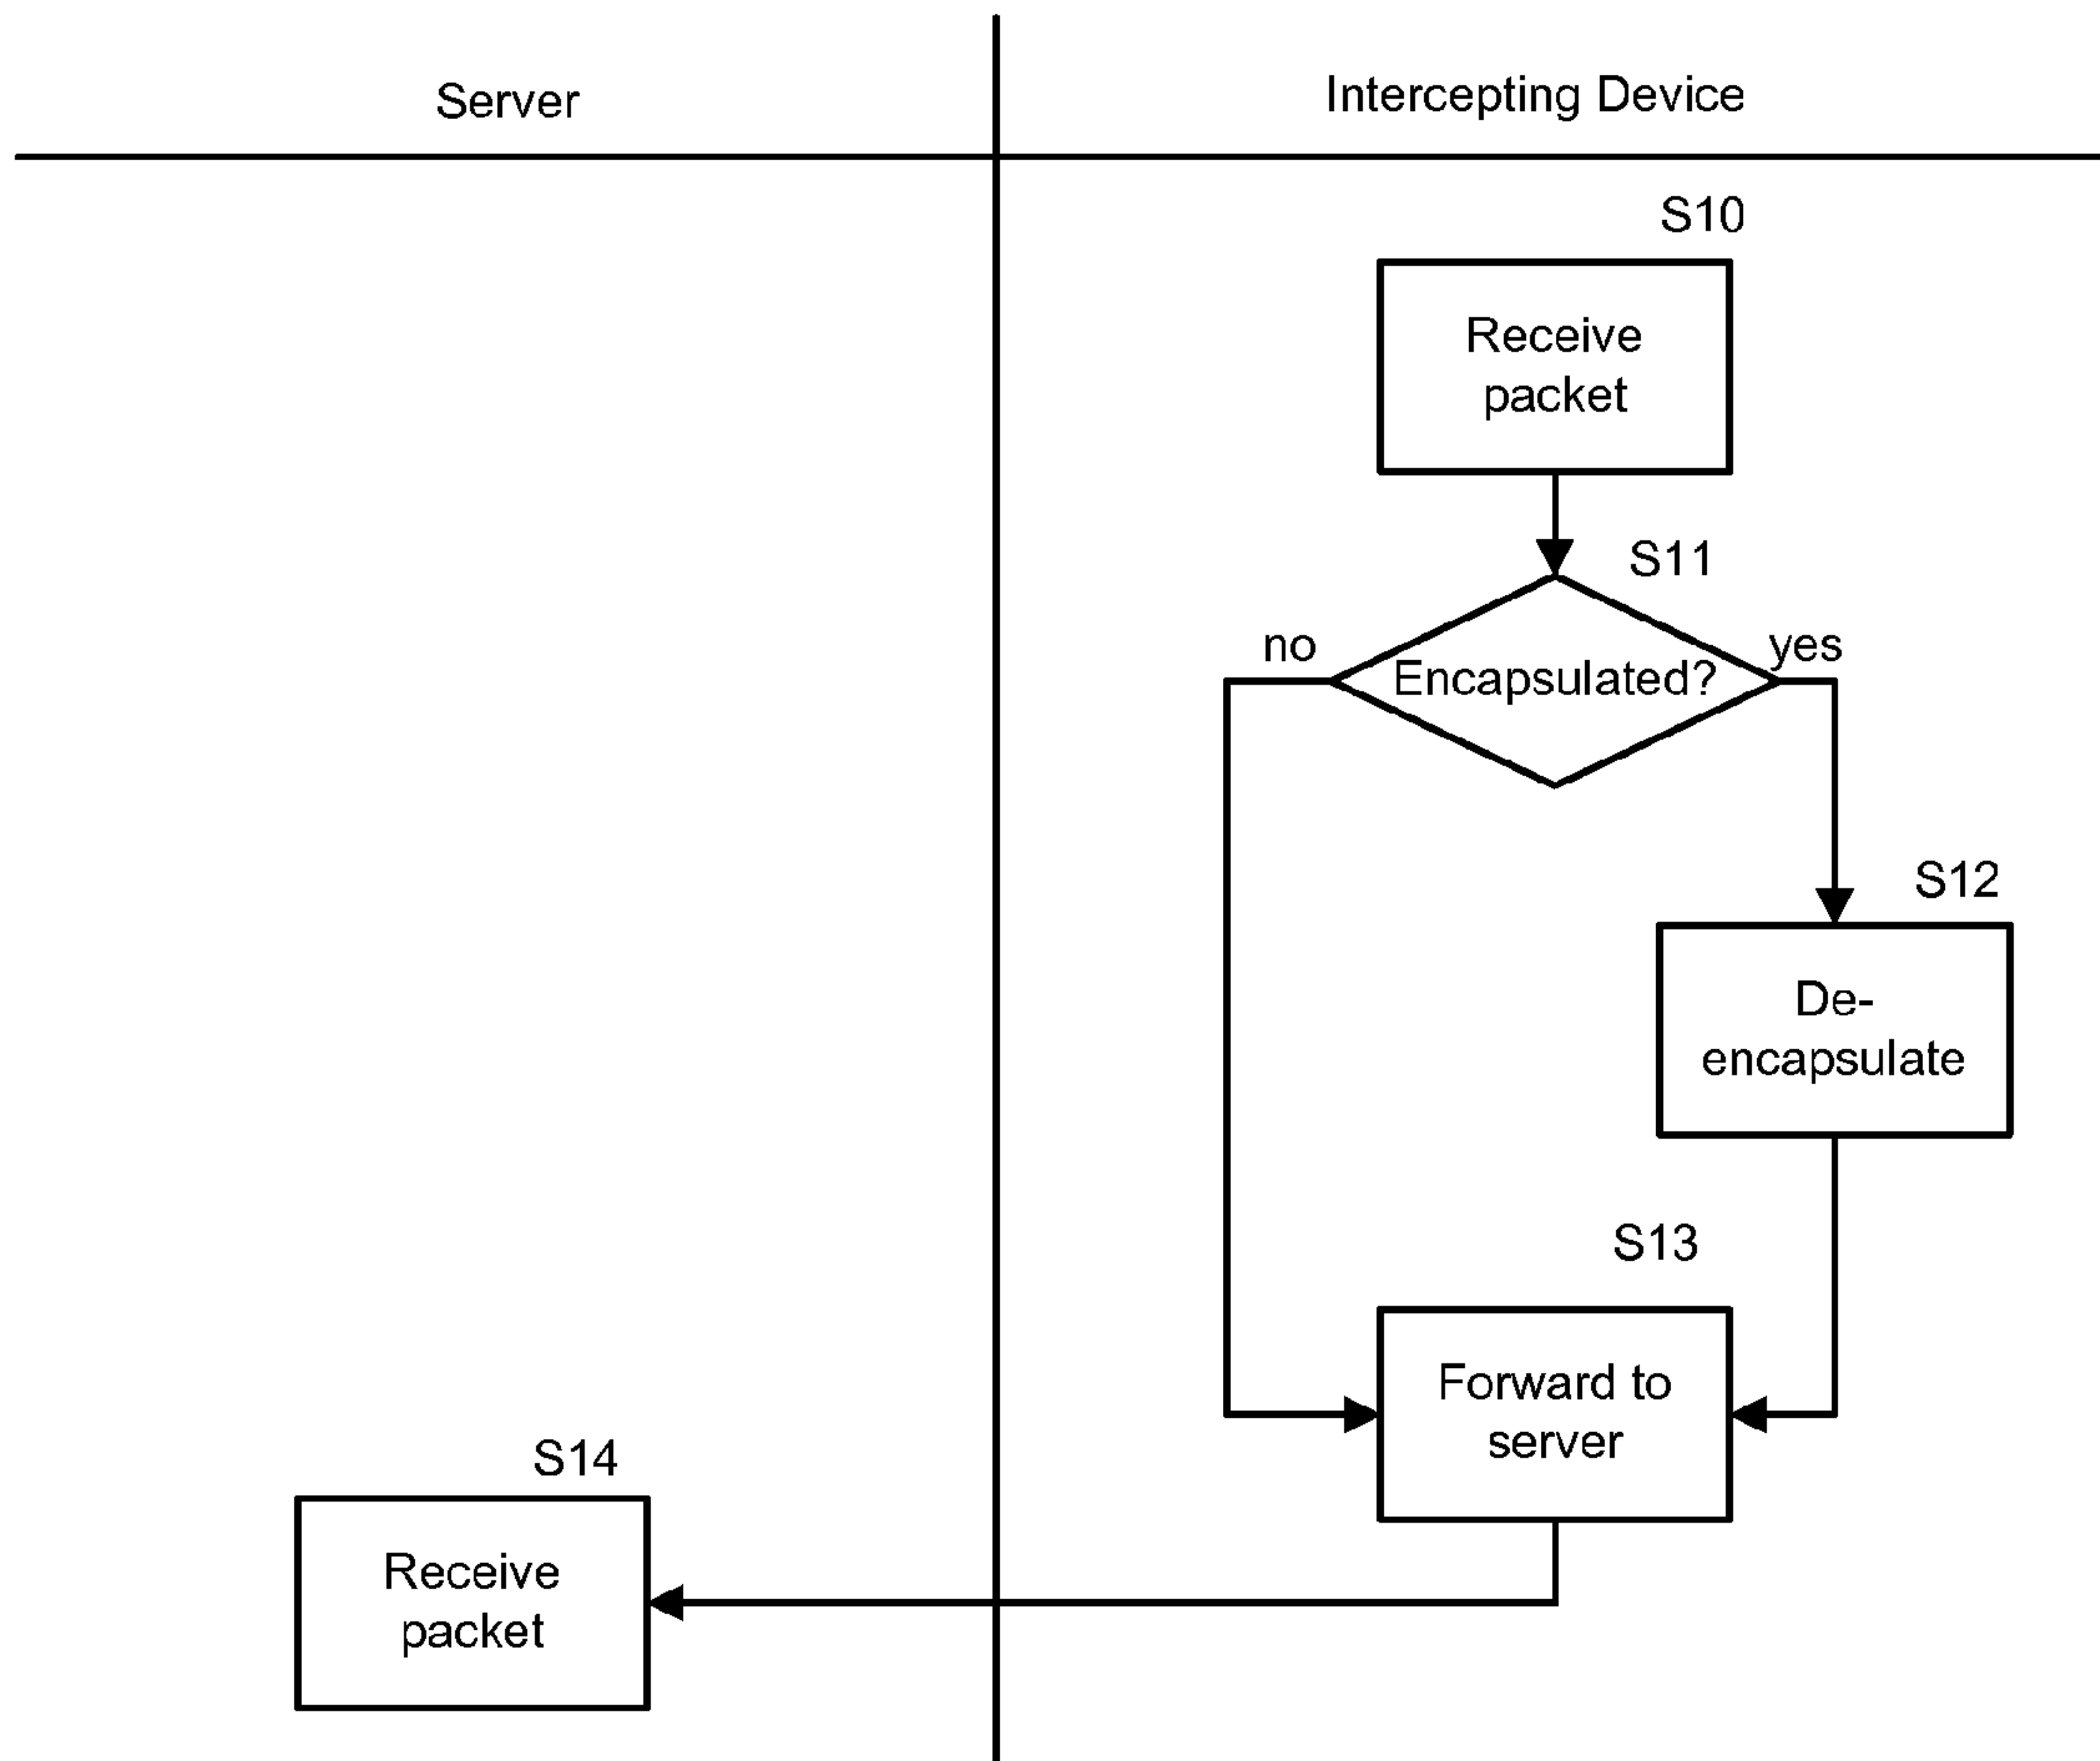 Server
Intercepting Device
S10
Receive
packet
S11
no
yes
Encapsulated?
S12
De-
encapsulate
S13
Forward to
server
S14
Receive
packet